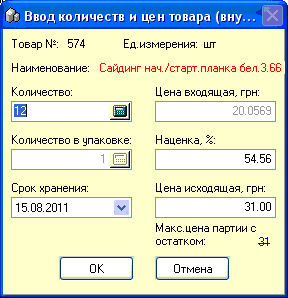 Ввод количеств и цен товара (вну...
Товар №: 574 Ед.измерения: шт
Наименование: Сайдинг нач./старт.планка бел.3.66
Количество: Цена входящая, грн:
12 20.0569
Количество в упаковке: Наценка, %:
1 54.56
Срок хранения: Цена исходящая, грн:
15.08.2011 31.00
Макс.цена партии с
остатком: 31
OK Отмена